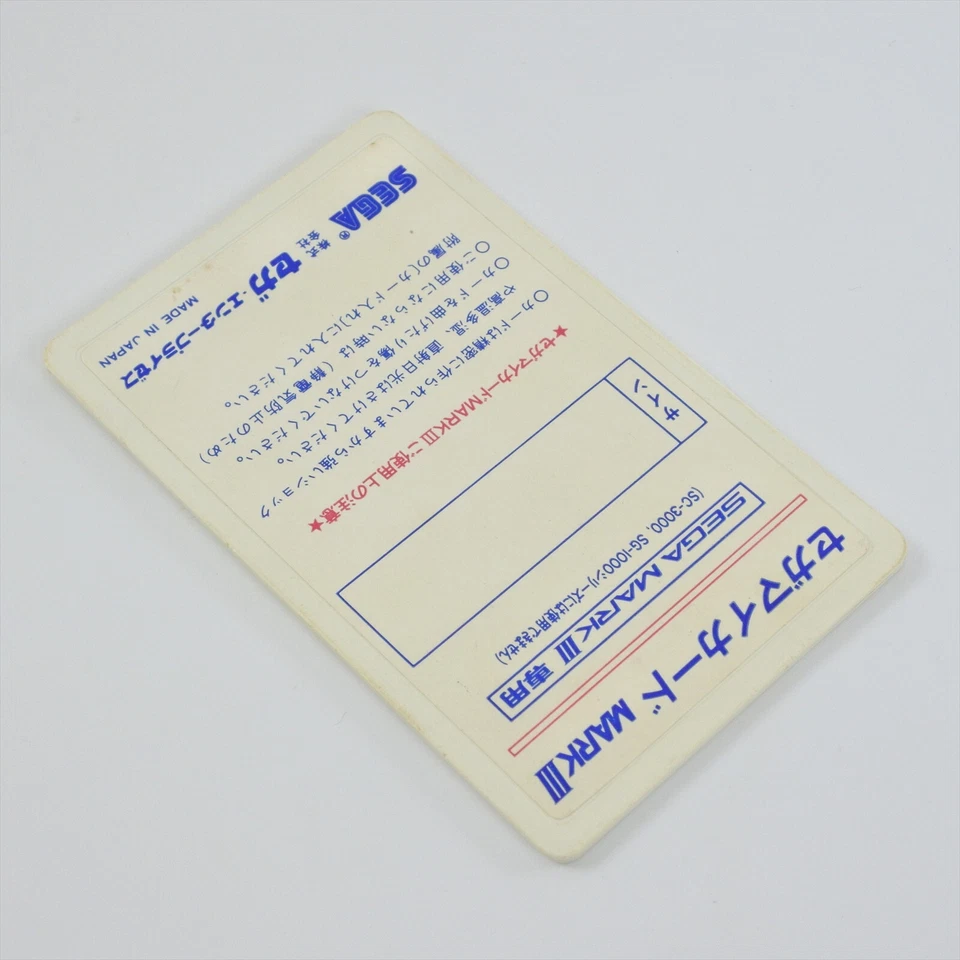 セガマイカード MARKIII
SEGA MARKIII 専用
(SC-3000, SG-1000シリーズには使用できません)
サイン
★セガマイカードMARKIIIご使用上の注意★
○カードは精密に作られていますから強いショック
や高温多湿、直射日光はさけてください。
○カードを曲げたり傷をつけないでください。
○ご使用にならない時は(静電気防止のため)
附属の〔カード入れ〕に入れてください。
SEGA® 株式会社 セガ・エンタープライゼス
MADE IN JAPAN